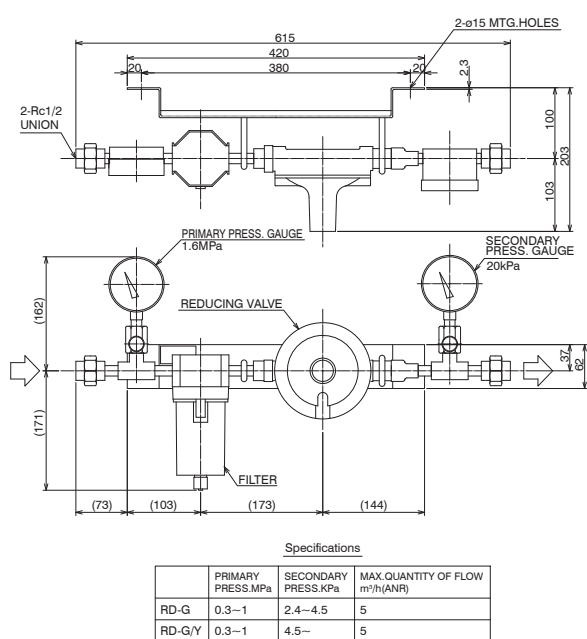 615
2-ø15 MTG.HOLES
420
20
380
20
2,3
2-Rc1/2
UNION
100
203
103
PRIMARY PRESS. GAUGE
1.6MPa
SECONDARY
PRESS. GAUGE
20kPa
REDUCING VALVE
(162)
37
62
(171)
FILTER
(73)
(103)
(173)
(144)
Specifications
PRIMARY PRESS.MPa
SECONDARY PRESS.KPa
MAX.QUANTITY OF FLOW m³/h(ANR)
RD-G 0.3~1 2.4~4.5 5
RD-G/Y 0.3~1 4.5~ 5